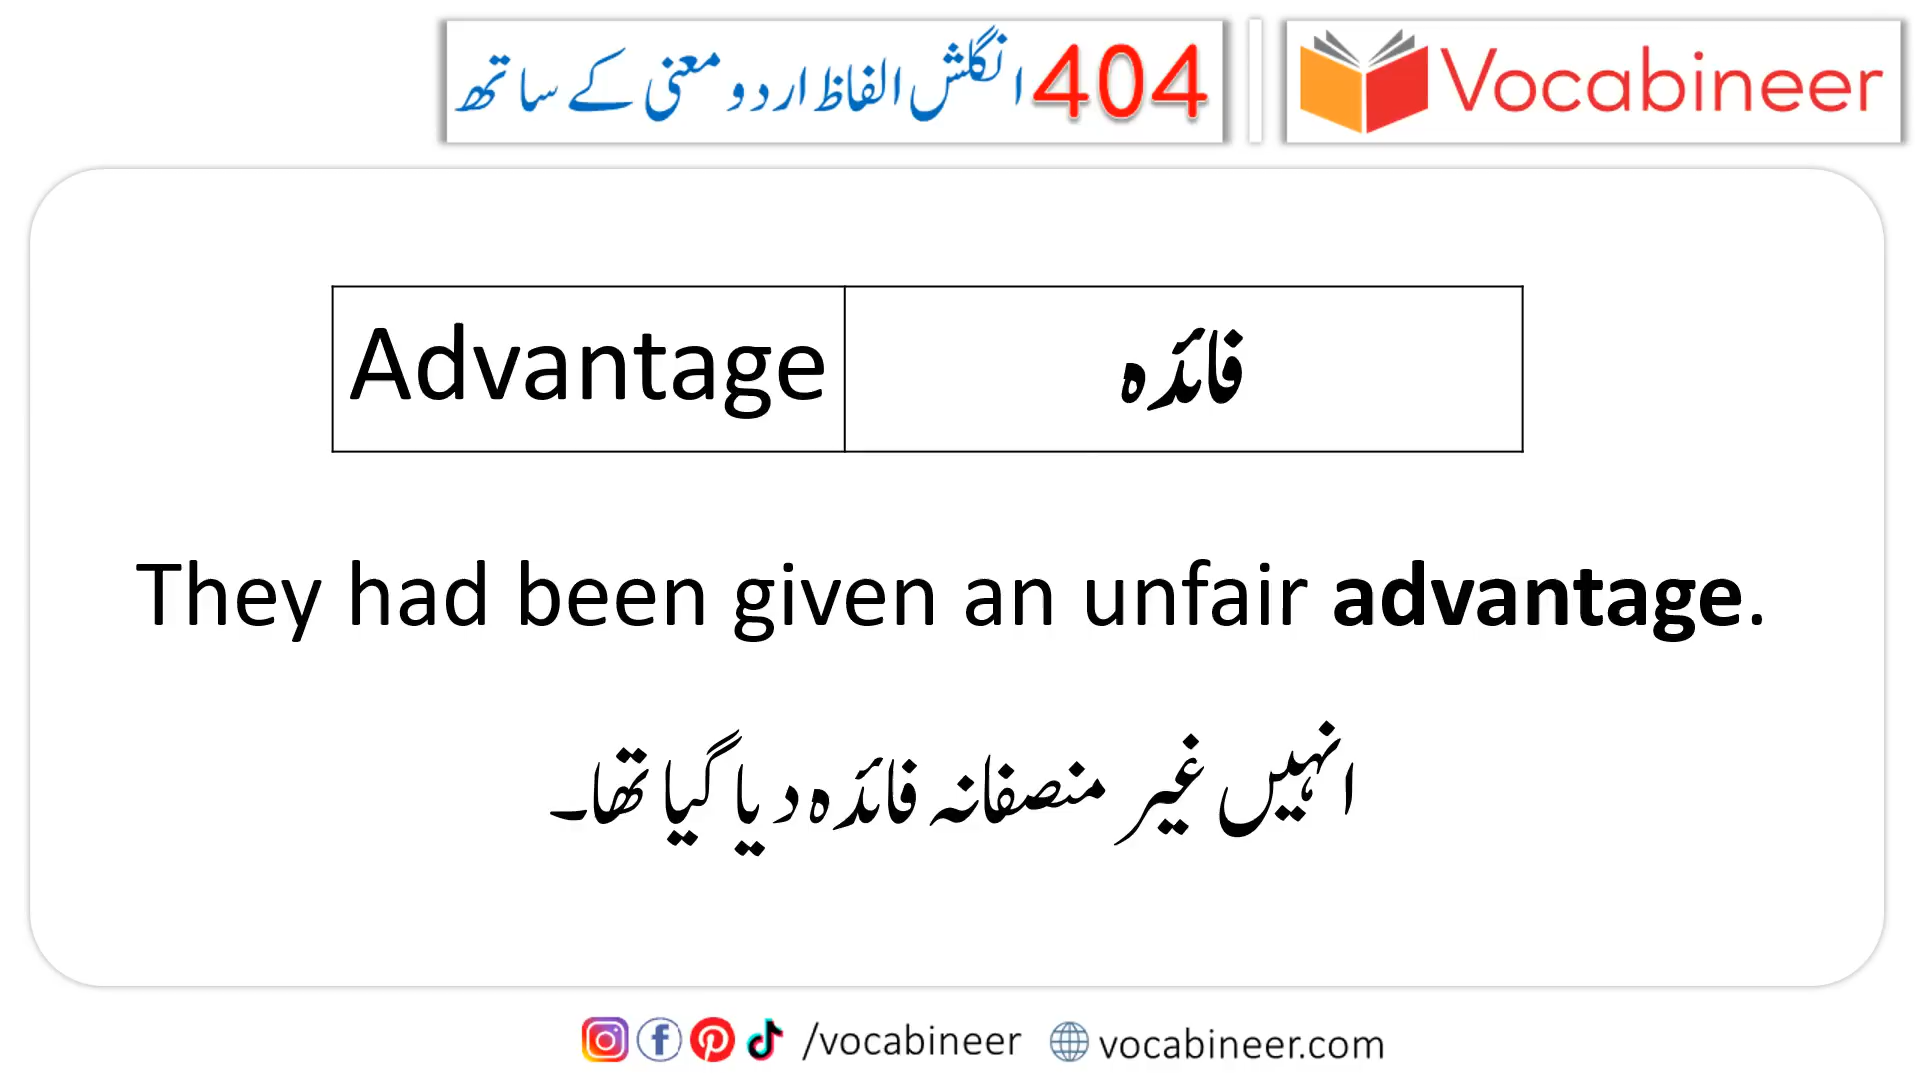 404 انگلش الفاظ اردو معنی کے ساتھ
Vocabineer
Advantage فائدہ
They had been given an unfair advantage.
انہیں غیر منصفانہ فائدہ دیا گیا تھا۔
/vocabineer vocabineer.com